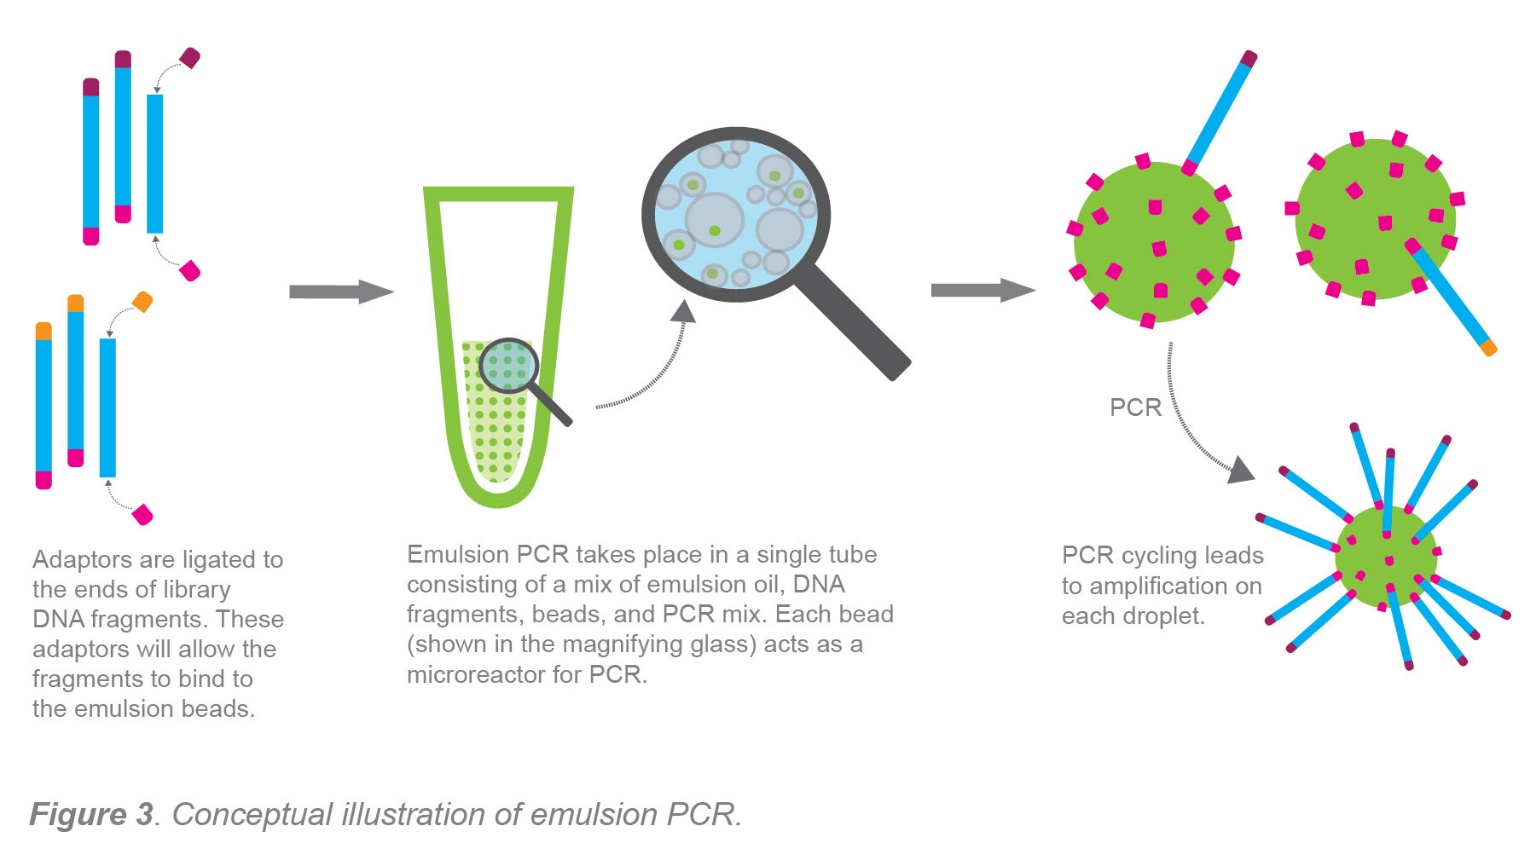 Adaptors are ligated to
the ends of library
DNA fragments. These
adaptors will allow the
fragments to bind to
the emulsion beads.
Emulsion PCR takes place in a single tube
consisting of a mix of emulsion oil, DNA
fragments, beads, and PCR mix. Each bead
(shown in the magnifying glass) acts as a
microreactor for PCR.
PCR
PCR cycling leads
to amplification on
each droplet.
Figure 3. Conceptual illustration of emulsion PCR.